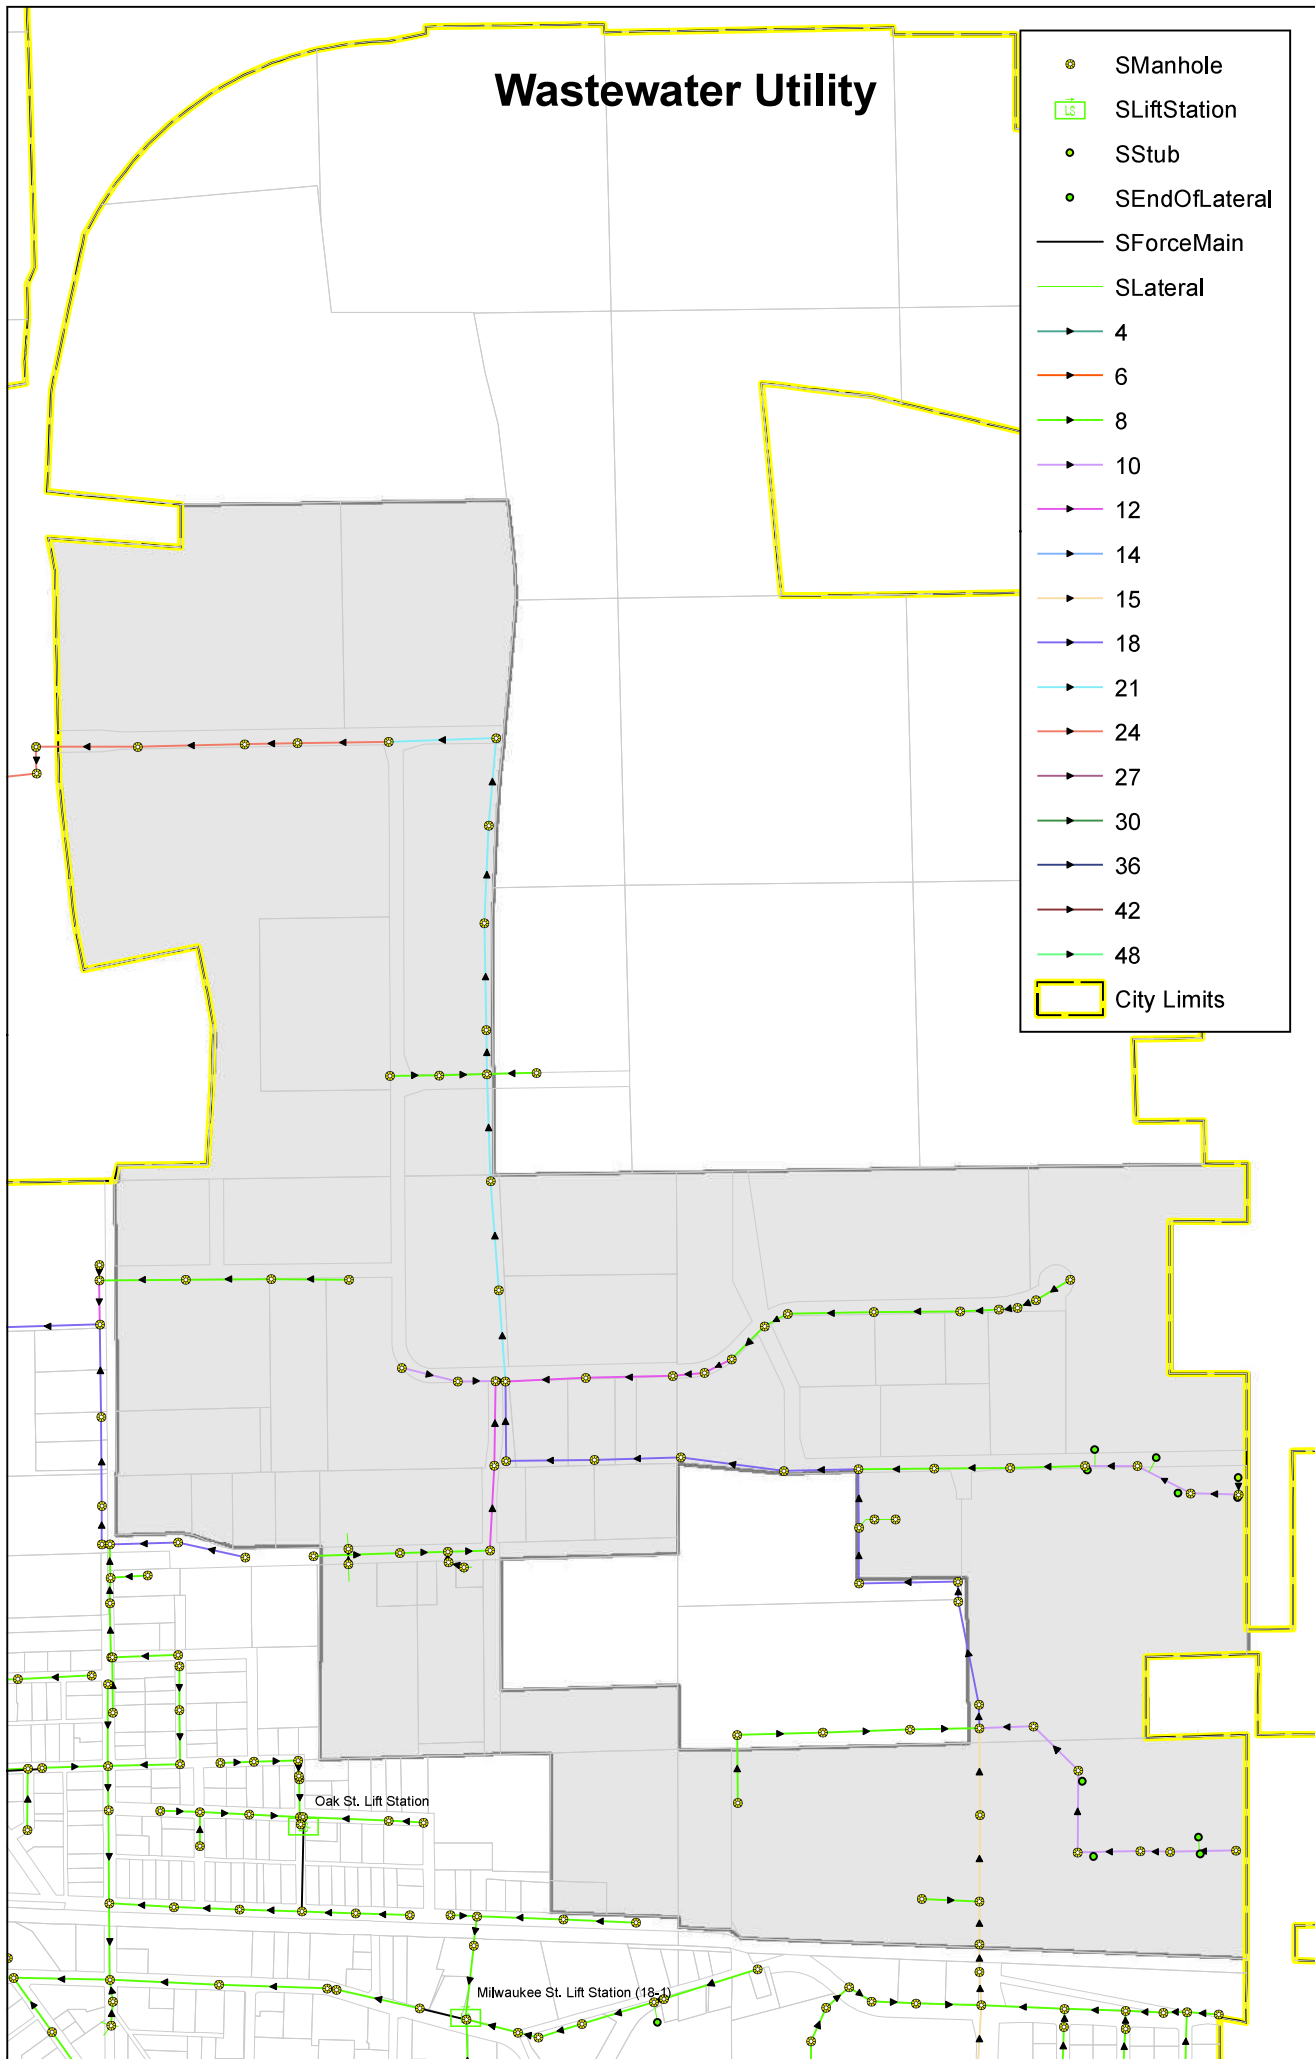 Wastewater Utility
SManhole
LS
SLiftStation
SStub
SEndOfLateral
SForceMain
SLateral
4
6
8
10
12
14
15
18
21
24
27
30
36
42
48
City Limits
Oak St. Lift Station
Milwaukee St. Lift Station (18-1)